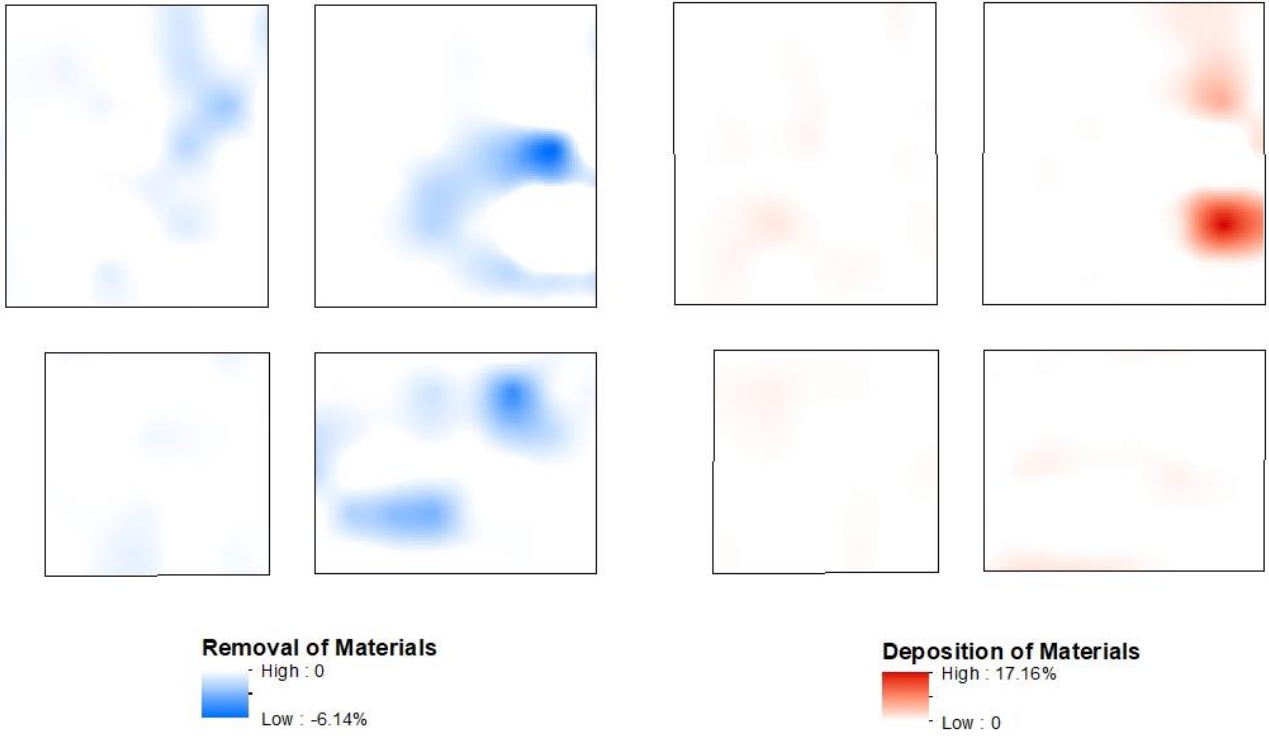 Removal of Materials
High : 0
Low : -6.14%
Deposition of Materials
High : 17.16%
Low : 0